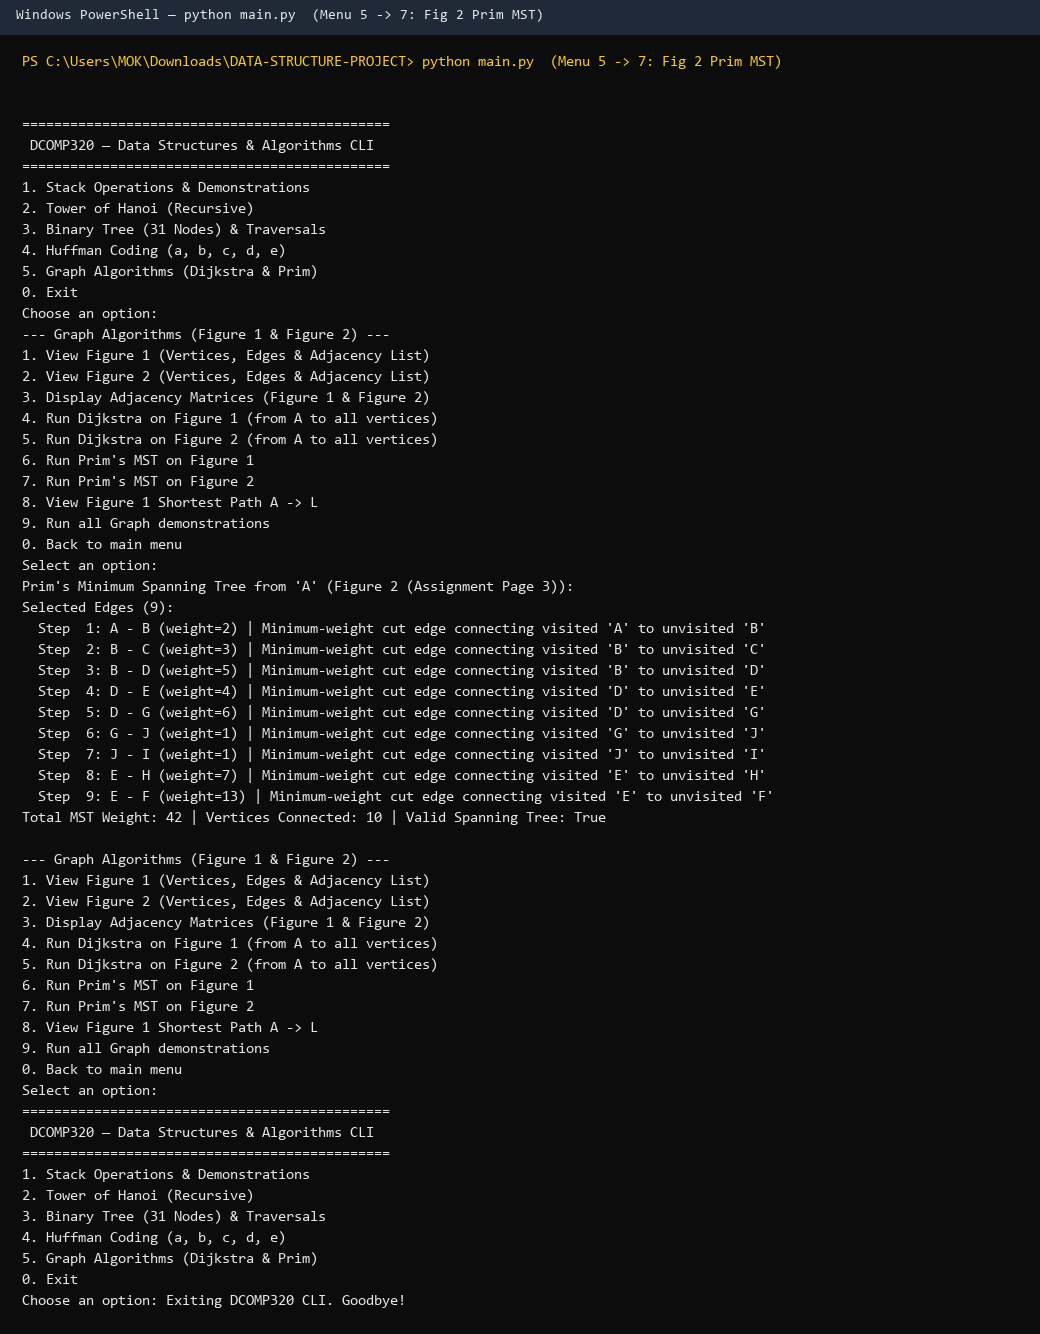 Windows PowerShell — python main.py  (Menu 5 -> 7: Fig 2 Prim MST)
PS C:\Users\MOK\Downloads\DATA-STRUCTURE-PROJECT> python main.py  (Menu 5 -> 7: Fig 2 Prim MST)
==============================================
 DCOMP320 — Data Structures & Algorithms CLI
==============================================
1. Stack Operations & Demonstrations
2. Tower of Hanoi (Recursive)
3. Binary Tree (31 Nodes) & Traversals
4. Huffman Coding (a, b, c, d, e)
5. Graph Algorithms (Dijkstra & Prim)
0. Exit
Choose an option:
--- Graph Algorithms (Figure 1 & Figure 2) ---
1. View Figure 1 (Vertices, Edges & Adjacency List)
2. View Figure 2 (Vertices, Edges & Adjacency List)
3. Display Adjacency Matrices (Figure 1 & Figure 2)
4. Run Dijkstra on Figure 1 (from A to all vertices)
5. Run Dijkstra on Figure 2 (from A to all vertices)
6. Run Prim's MST on Figure 1
7. Run Prim's MST on Figure 2
8. View Figure 1 Shortest Path A -> L
9. Run all Graph demonstrations
0. Back to main menu
Select an option:
Prim's Minimum Spanning Tree from 'A' (Figure 2 (Assignment Page 3)):
Selected Edges (9):
  Step  1: A - B (weight=2) | Minimum-weight cut edge connecting visited 'A' to unvisited 'B'
  Step  2: B - C (weight=3) | Minimum-weight cut edge connecting visited 'B' to unvisited 'C'
  Step  3: B - D (weight=5) | Minimum-weight cut edge connecting visited 'B' to unvisited 'D'
  Step  4: D - E (weight=4) | Minimum-weight cut edge connecting visited 'D' to unvisited 'E'
  Step  5: D - G (weight=6) | Minimum-weight cut edge connecting visited 'D' to unvisited 'G'
  Step  6: G - J (weight=1) | Minimum-weight cut edge connecting visited 'G' to unvisited 'J'
  Step  7: J - I (weight=1) | Minimum-weight cut edge connecting visited 'J' to unvisited 'I'
  Step  8: E - H (weight=7) | Minimum-weight cut edge connecting visited 'E' to unvisited 'H'
  Step  9: E - F (weight=13) | Minimum-weight cut edge connecting visited 'E' to unvisited 'F'
Total MST Weight: 42 | Vertices Connected: 10 | Valid Spanning Tree: True
--- Graph Algorithms (Figure 1 & Figure 2) ---
1. View Figure 1 (Vertices, Edges & Adjacency List)
2. View Figure 2 (Vertices, Edges & Adjacency List)
3. Display Adjacency Matrices (Figure 1 & Figure 2)
4. Run Dijkstra on Figure 1 (from A to all vertices)
5. Run Dijkstra on Figure 2 (from A to all vertices)
6. Run Prim's MST on Figure 1
7. Run Prim's MST on Figure 2
8. View Figure 1 Shortest Path A -> L
9. Run all Graph demonstrations
0. Back to main menu
Select an option:
==============================================
 DCOMP320 — Data Structures & Algorithms CLI
==============================================
1. Stack Operations & Demonstrations
2. Tower of Hanoi (Recursive)
3. Binary Tree (31 Nodes) & Traversals
4. Huffman Coding (a, b, c, d, e)
5. Graph Algorithms (Dijkstra & Prim)
0. Exit
Choose an option: Exiting DCOMP320 CLI. Goodbye!